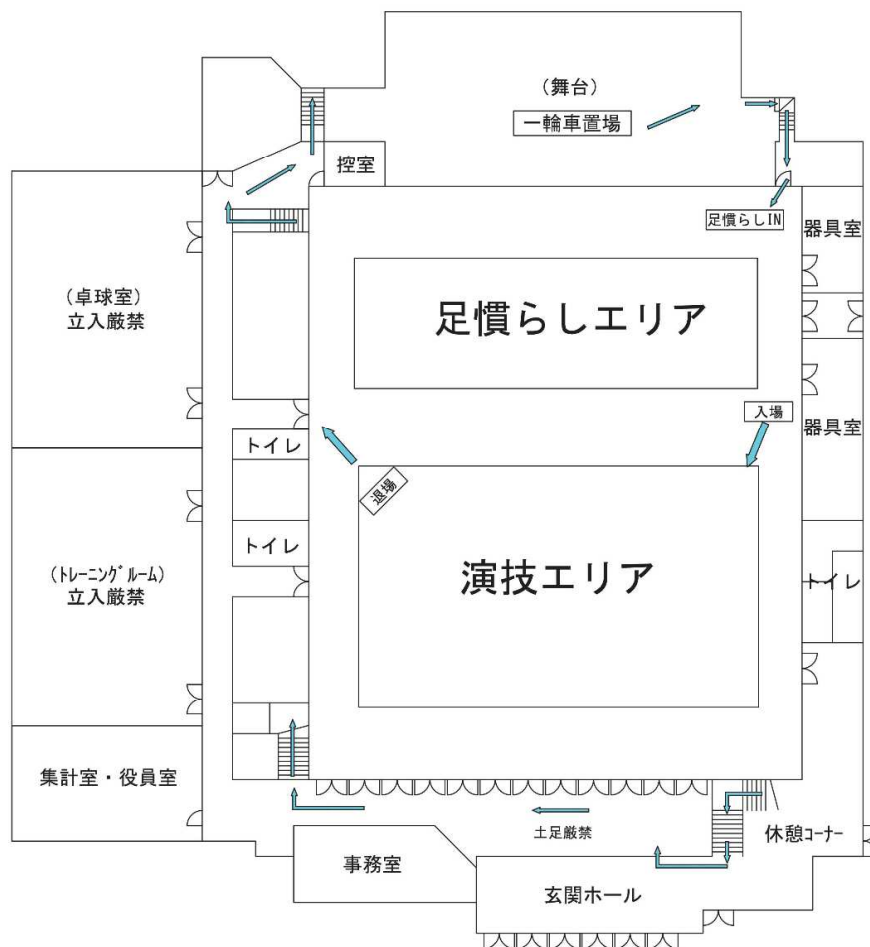 （舞台）
一輪車置場
控室
足慣らしIN
器具室
（卓球室）
立入厳禁
足慣らしエリア
入場
器具室
トイレ
退場
トイレ
演技エリア
（ﾄﾚｰﾆﾝｸﾞﾙｰﾑ）
立入厳禁
トイレ
集計室・役員室
土足厳禁
休憩ｺｰﾅｰ
事務室
玄関ホール